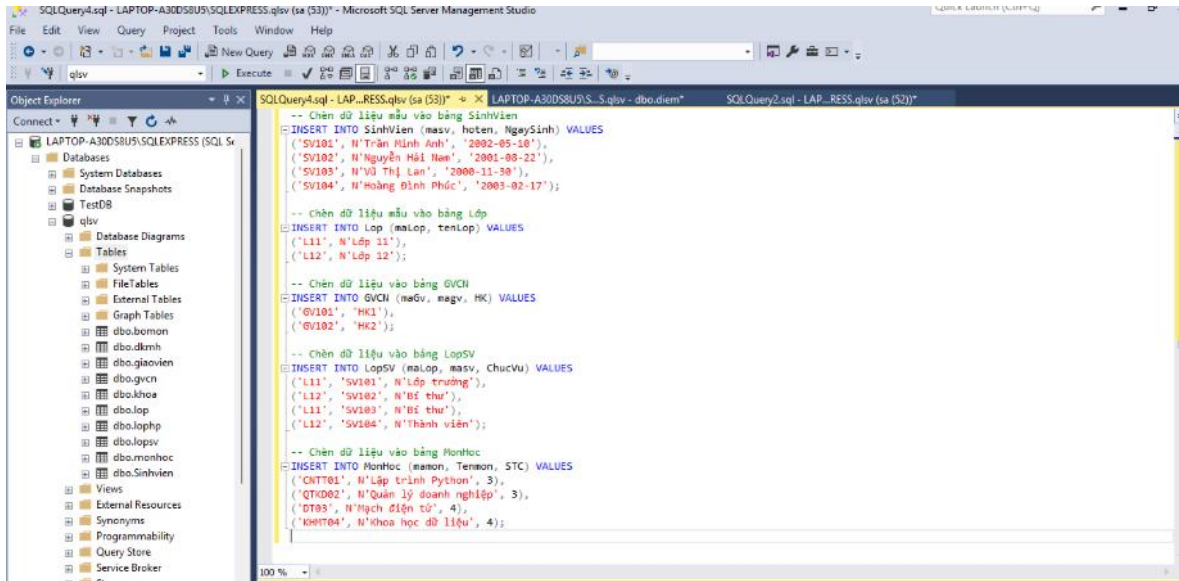 SQLQuery4.sql - LAPTOP-A30DS8U5\SQLEXPRESS.qlsv (sa (53))* - Microsoft SQL Server Management Studio
Quick Launch (Ctrl+Q)
File Edit View Query Project Tools Window Help
New Query
qlsv Execute
Object Explorer
SQLQuery4.sql - LAP...RESS.qlsv (sa (53))* LAPTOP-A30DS8U5\S...S.qlsv - dbo.diem* SQLQuery2.sql - LAP...RESS.qlsv (sa (52))*
Connect
LAPTOP-A30DS8U5\SQLEXPRESS (SQL Se
Databases
System Databases
Database Snapshots
TestDB
qlsv
Database Diagrams
Tables
System Tables
FileTables
External Tables
Graph Tables
dbo.bomon
dbo.dkmh
dbo.giaovien
dbo.gvcn
dbo.khoa
dbo.lop
dbo.lophp
dbo.lopsv
dbo.monhoc
dbo.Sinhvien
Views
External Resources
Synonyms
Programmability
Query Store
Service Broker
-- Chèn dữ liệu mẫu vào bảng SinhVien
INSERT INTO SinhVien (masv, hoten, NgaySinh) VALUES
('SV101', N'Trần Minh Anh', '2002-05-10'),
('SV102', N'Nguyễn Hải Nam', '2001-08-22'),
('SV103', N'Vũ Thị Lan', '2000-11-30'),
('SV104', N'Hoàng Đình Phúc', '2003-02-17');
-- Chèn dữ liệu mẫu vào bảng Lớp
INSERT INTO Lop (maLop, tenLop) VALUES
('L11', N'Lớp 11'),
('L12', N'Lớp 12');
-- Chèn dữ liệu vào bảng GVCN
INSERT INTO GVCN (maGv, magv, HK) VALUES
('GV101', 'HK1'),
('GV102', 'HK2');
-- Chèn dữ liệu vào bảng LopSV
INSERT INTO LopSV (maLop, masv, ChucVu) VALUES
('L11', 'SV101', N'Lớp trưởng'),
('L12', 'SV102', N'Bí thư'),
('L11', 'SV103', N'Bí thư'),
('L12', 'SV104', N'Thành viên');
-- Chèn dữ liệu vào bảng MonHoc
INSERT INTO MonHoc (mamon, Tenmon, STC) VALUES
('CNTT01', N'Lập trình Python', 3),
('QTKD02', N'Quản lý doanh nghiệp', 3),
('DT03', N'Mạch điện tử', 4),
('KHMT04', N'Khoa học dữ liệu', 4);
100 %